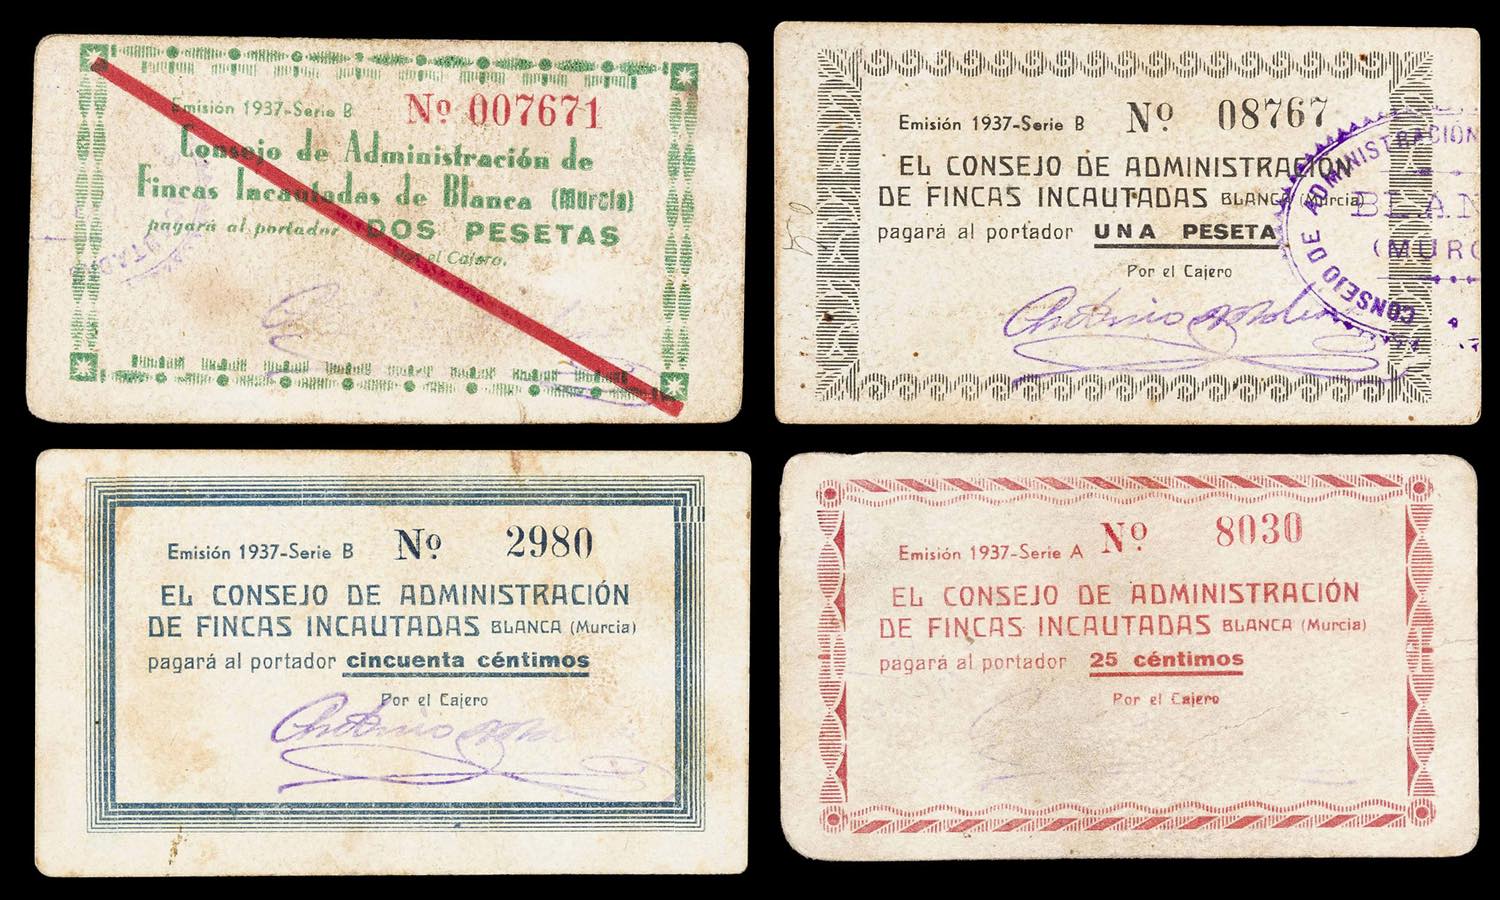 Emisión 1937-Serie B Nº 007671
Consejo de Administración de
Fincas Incautadas de Blanca (Murcia)
pagará al portador DOS PESETAS
Por el Cajero.
Emisión 1937-Serie B Nº 08767
EL CONSEJO DE ADMINISTRACIÓN
DE FINCAS INCAUTADAS BLANCA (Murcia)
pagará al portador UNA PESETA
Por el Cajero
CONSEJO DE ADMINISTRACION
BLAN
(MURC
Emisión 1937-Serie B Nº 2980
EL CONSEJO DE ADMINISTRACIÓN
DE FINCAS INCAUTADAS BLANCA (Murcia)
pagará al portador cincuenta céntimos
Por el Cajero
Emisión 1937-Serie A Nº 8030
EL CONSEJO DE ADMINISTRACIÓN
DE FINCAS INCAUTADAS BLANCA (Murcia)
pagará al portador 25 céntimos
Por el Cajero